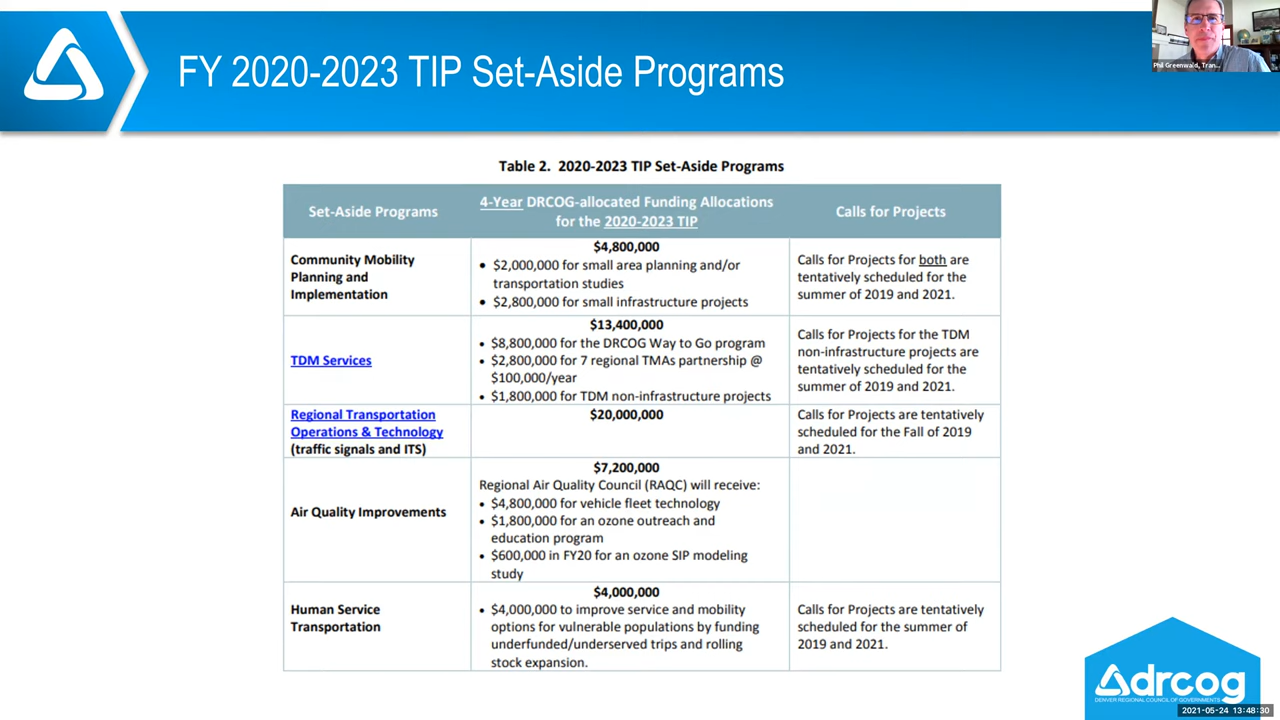 FY 2020-2023 TIP Set-Aside Programs
Phil Greenwald, Tran...
Table 2. 2020-2023 TIP Set-Aside Programs
Set-Aside Programs
4-Year DRCOG-allocated Funding Allocations
for the 2020-2023 TIP
Calls for Projects
Community Mobility
Planning and
Implementation
$4,800,000
• $2,000,000 for small area planning and/or
transportation studies
• $2,800,000 for small infrastructure projects
Calls for Projects for both are
tentatively scheduled for the
summer of 2019 and 2021.
TDM Services
$13,400,000
• $8,800,000 for the DRCOG Way to Go program
• $2,800,000 for 7 regional TMAs partnership @
$100,000/year
• $1,800,000 for TDM non-infrastructure projects
Calls for Projects for the TDM
non-infrastructure projects are
tentatively scheduled for the
summer of 2019 and 2021.
Regional Transportation
Operations & Technology
(traffic signals and ITS)
$20,000,000
Calls for Projects are tentatively
scheduled for the Fall of 2019
and 2021.
Air Quality Improvements
$7,200,000
Regional Air Quality Council (RAQC) will receive:
• $4,800,000 for vehicle fleet technology
• $1,800,000 for an ozone outreach and
education program
• $600,000 in FY20 for an ozone SIP modeling
study
Human Service
Transportation
$4,000,000
• $4,000,000 to improve service and mobility
options for vulnerable populations by funding
underfunded/underserved trips and rolling
stock expansion.
Calls for Projects are tentatively
scheduled for the summer of
2019 and 2021.
drcog
DENVER REGIONAL COUNCIL OF GOVERNMENTS
2021-05-24 13:48:30